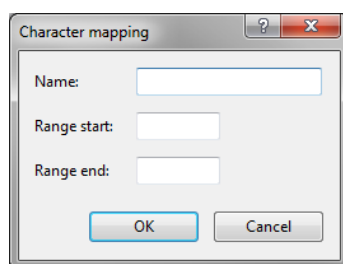 Character mapping
Name:
Range start:
Range end:
OK Cancel